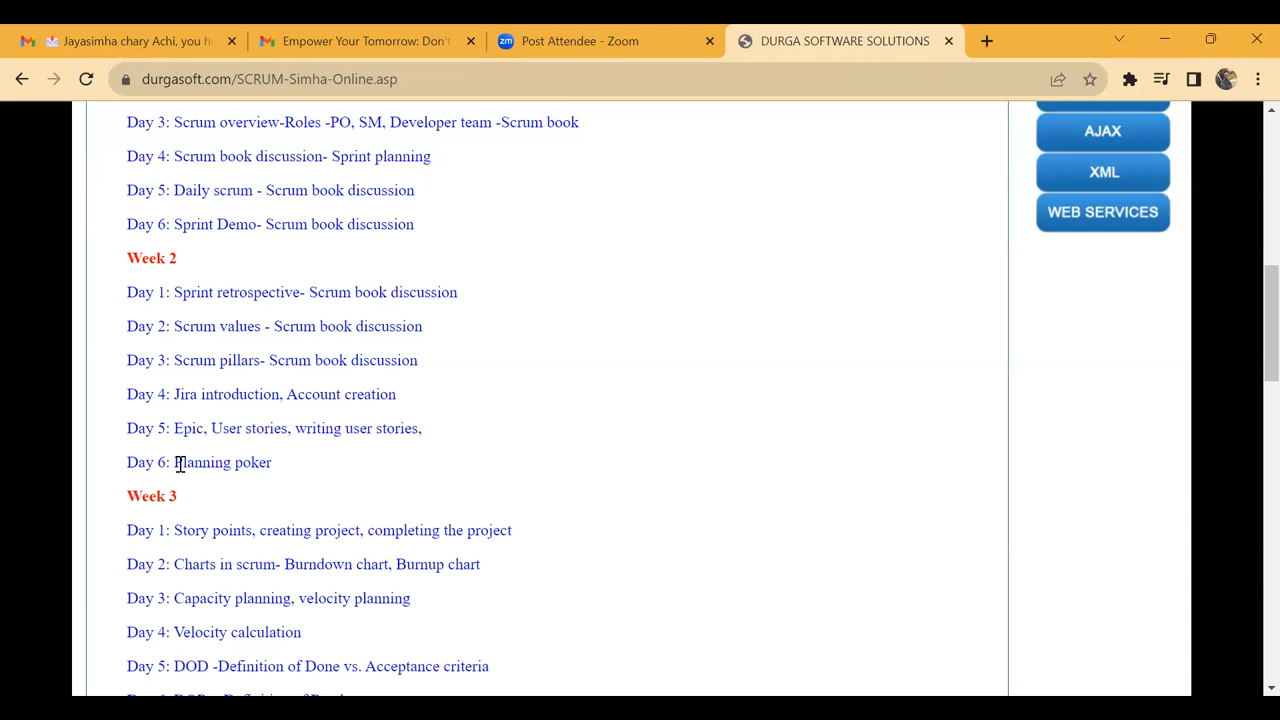 Jayasimha chary Achi, you h
Empower Your Tomorrow: Don't
zm
Post Attendee - Zoom
DURGA SOFTWARE SOLUTIONS
durgasoft.com/SCRUM-Simha-Online.asp
Day 3: Scrum overview-Roles -PO, SM, Developer team -Scrum book
Day 4: Scrum book discussion- Sprint planning
Day 5: Daily scrum - Scrum book discussion
Day 6: Sprint Demo- Scrum book discussion
Week 2
Day 1: Sprint retrospective- Scrum book discussion
Day 2: Scrum values - Scrum book discussion
Day 3: Scrum pillars- Scrum book discussion
Day 4: Jira introduction, Account creation
Day 5: Epic, User stories, writing user stories,
Day 6: Planning poker
Week 3
Day 1: Story points, creating project, completing the project
Day 2: Charts in scrum- Burndown chart, Burnup chart
Day 3: Capacity planning, velocity planning
Day 4: Velocity calculation
Day 5: DOD -Definition of Done vs. Acceptance criteria
AJAX
XML
WEB SERVICES